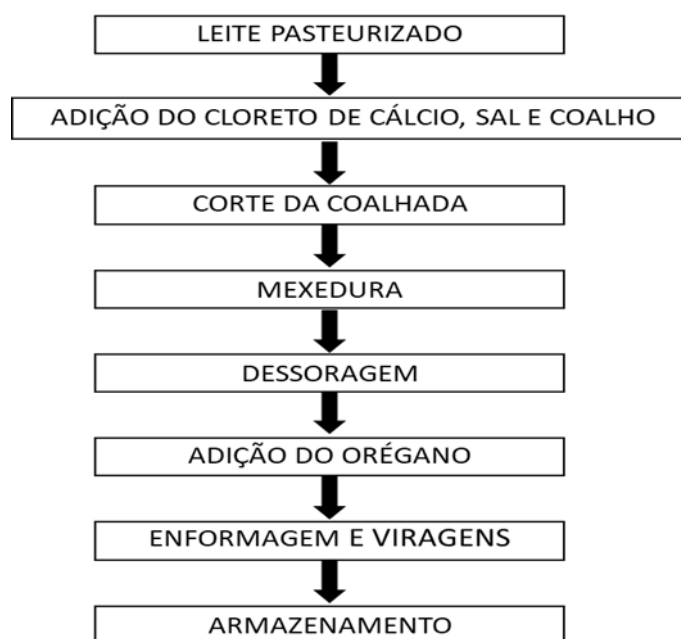 LEITE PASTEURIZADO
ADIÇÃO DO CLORETO DE CÁLCIO, SAL E COALHO
CORTE DA COALHADA
MEXEDURA
DESSORAGEM
ADIÇÃO DO ORÉGANO
ENFORMAGEM E VIRAGENS
ARMAZENAMENTO